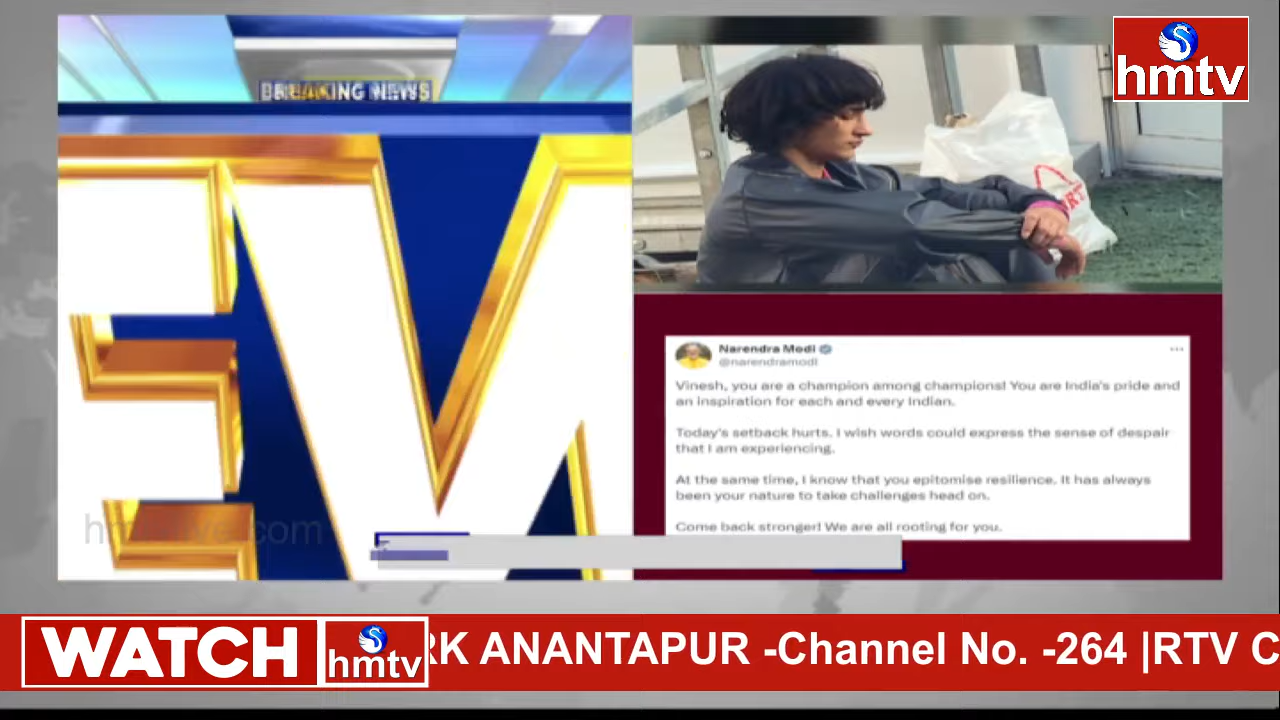 BREAKING NEWS
EW
hmtv
Narendra Modi
@narendramodi
Vinesh, you are a champion among champions! You are India's pride and
an inspiration for each and every Indian.
Today's setback hurts. I wish words could express the sense of despair
that I am experiencing.
At the same time, I know that you epitomise resilience. It has always
been your nature to take challenges head on.
Come back stronger! We are all rooting for you.
WATCH
hmtv
RK ANANTAPUR -Channel No. -264 |RTV C